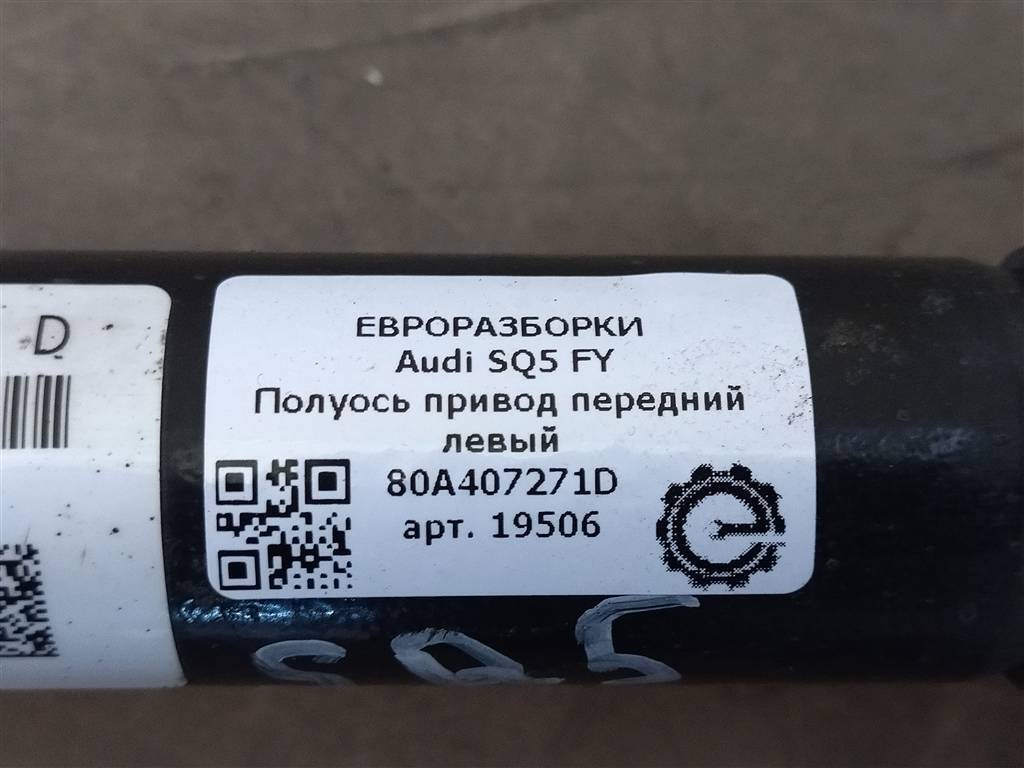 D
ЕВРОРАЗБОРКИ
Audi SQ5 FY
Полуось привод передний
левый
80A407271D
арт. 19506
SQ5